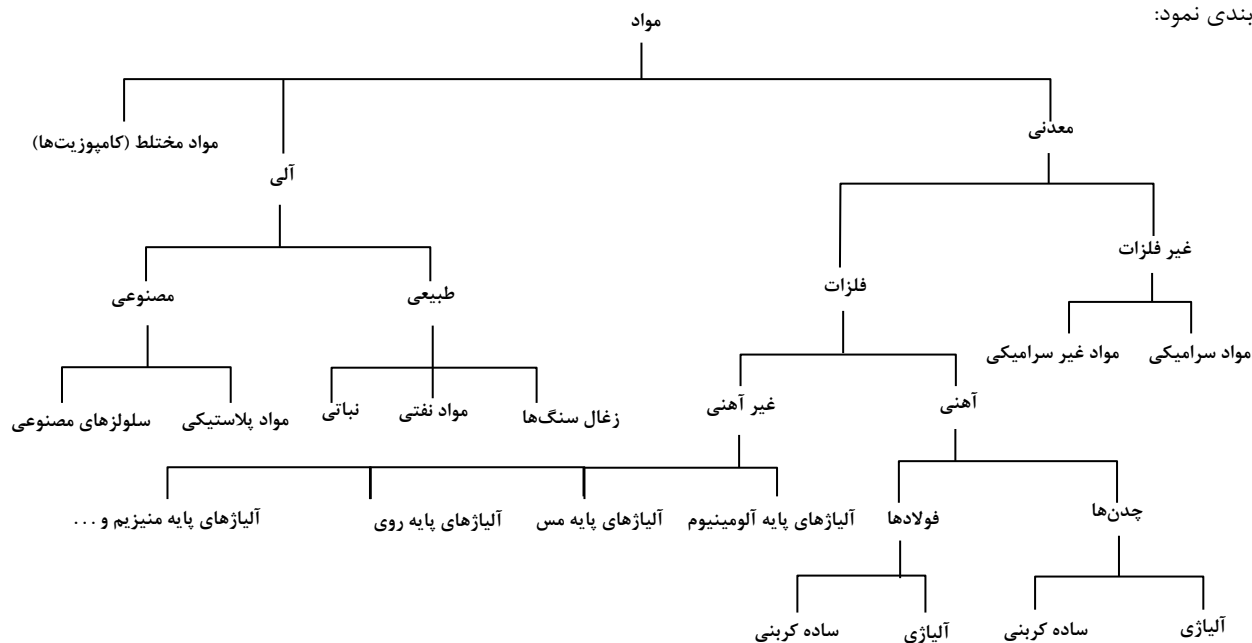 بندی نمود:
مواد
معدنی
مواد مختلط (کامپوزیت‌ها)
آلی
غیر فلزات
فلزات
طبیعی
مصنوعی
مواد سرامیکی
مواد غیر سرامیکی
آهنی
غیر آهنی
زغال سنگ‌ها
مواد نفتی
نباتی
مواد پلاستیکی
سلولزهای مصنوعی
چدن‌ها
فولادها
آلیاژهای پایه آلومینیوم
آلیاژهای پایه مس
آلیاژهای پایه روی
آلیاژهای پایه منیزیم و ...
آلیاژی
ساده کربنی
آلیاژی
ساده کربنی